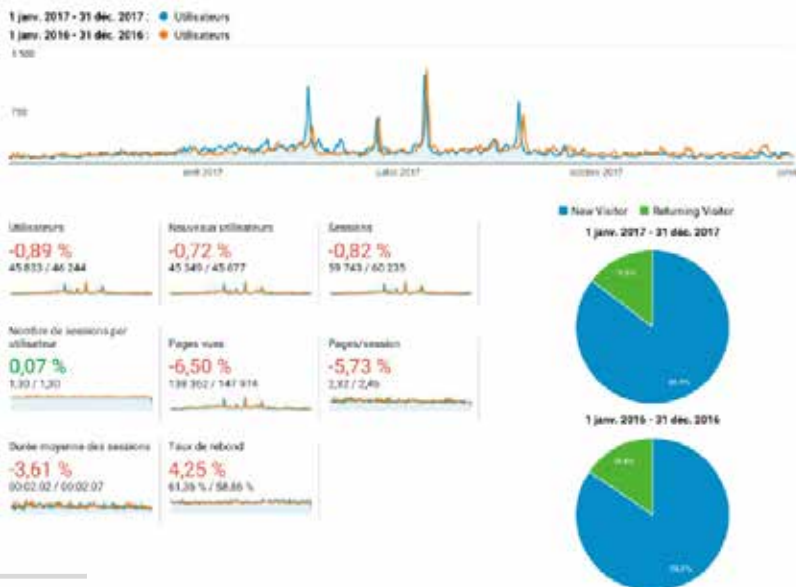 1 janv. 2017 - 31 déc. 2017 : Utilisateurs
1 janv. 2016 - 31 déc. 2016 : Utilisateurs
1 500
750
avril 2017
juillet 2017
octobre 2017
New Visitor Returning Visitor
1 janv. 2017 - 31 déc. 2017
Utilisateurs
-0,89 %
45 833 / 46 244
Nouveaux utilisateurs
-0,72 %
45 349 / 45 677
Sessions
-0,82 %
59 743 / 60 235
Nombre de sessions par
utilisateur
0,07 %
1,30 / 1,30
Pages vues
-6,50 %
138 362 / 147 974
Pages/session
-5,73 %
2,32 / 2,46
1 janv. 2016 - 31 déc. 2016
Durée moyenne des sessions
-3,61 %
00:02:02 / 00:02:07
Taux de rebond
4,25 %
61,36 % / 58,86 %